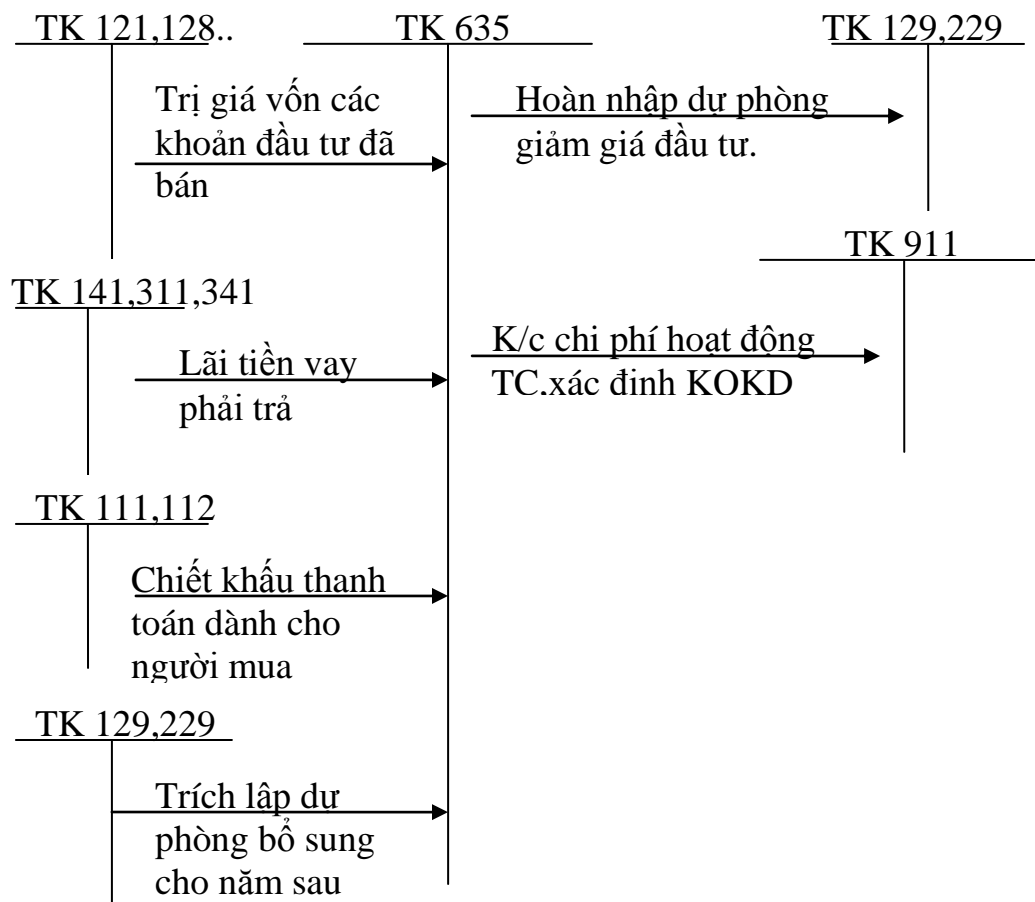 TK 121,128..
TK 635
TK 129,229
Trị giá vốn các
khoản đầu tư đã
bán
Hoàn nhập dự phòng
giảm giá đầu tư.
TK 911
TK 141,311,341
Lãi tiền vay
phải trả
K/c chi phí hoạt động
TC,xác định KQKD
TK 111,112
Chiết khấu thanh
toán dành cho
người mua
TK 129,229
Trích lập dự
phòng bổ sung
cho năm sau